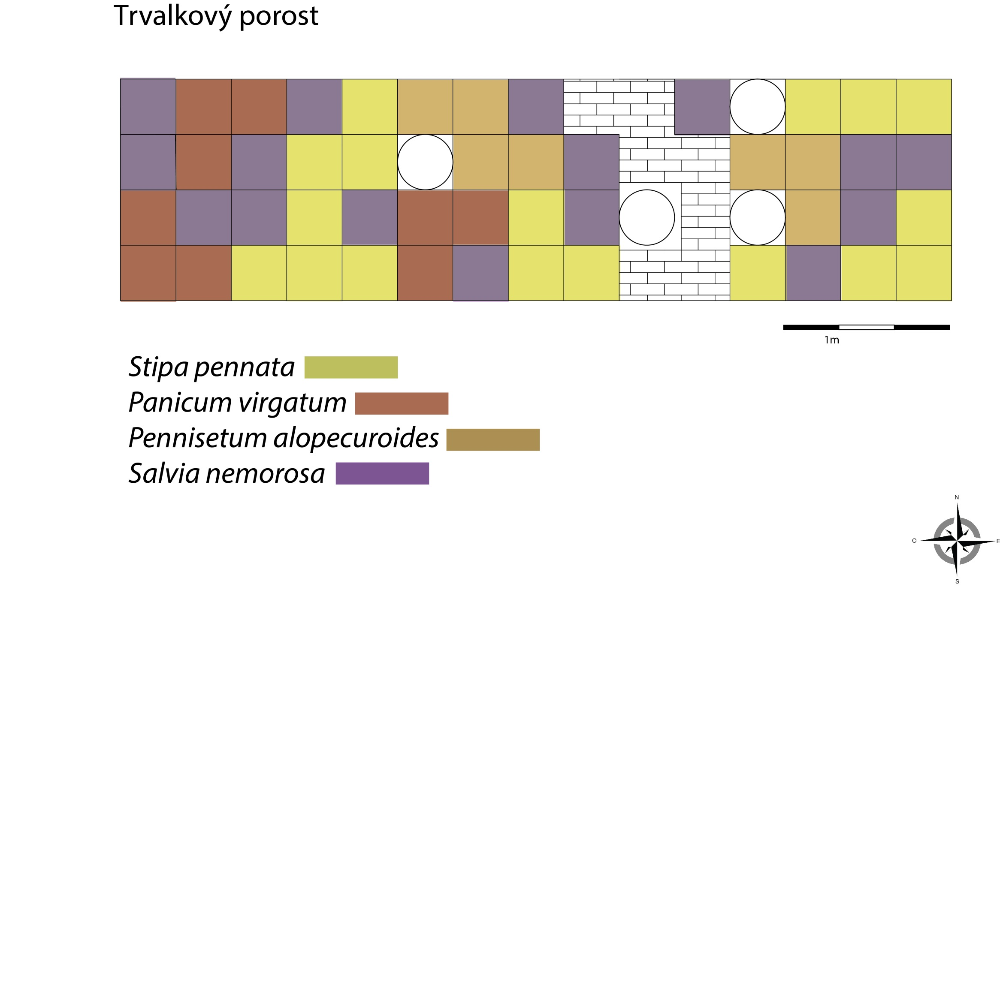 Trvalkový porost
1m
Stipa pennata
Panicum virgatum
Pennisetum alopecuroides
Salvia nemorosa
N
O
E
S